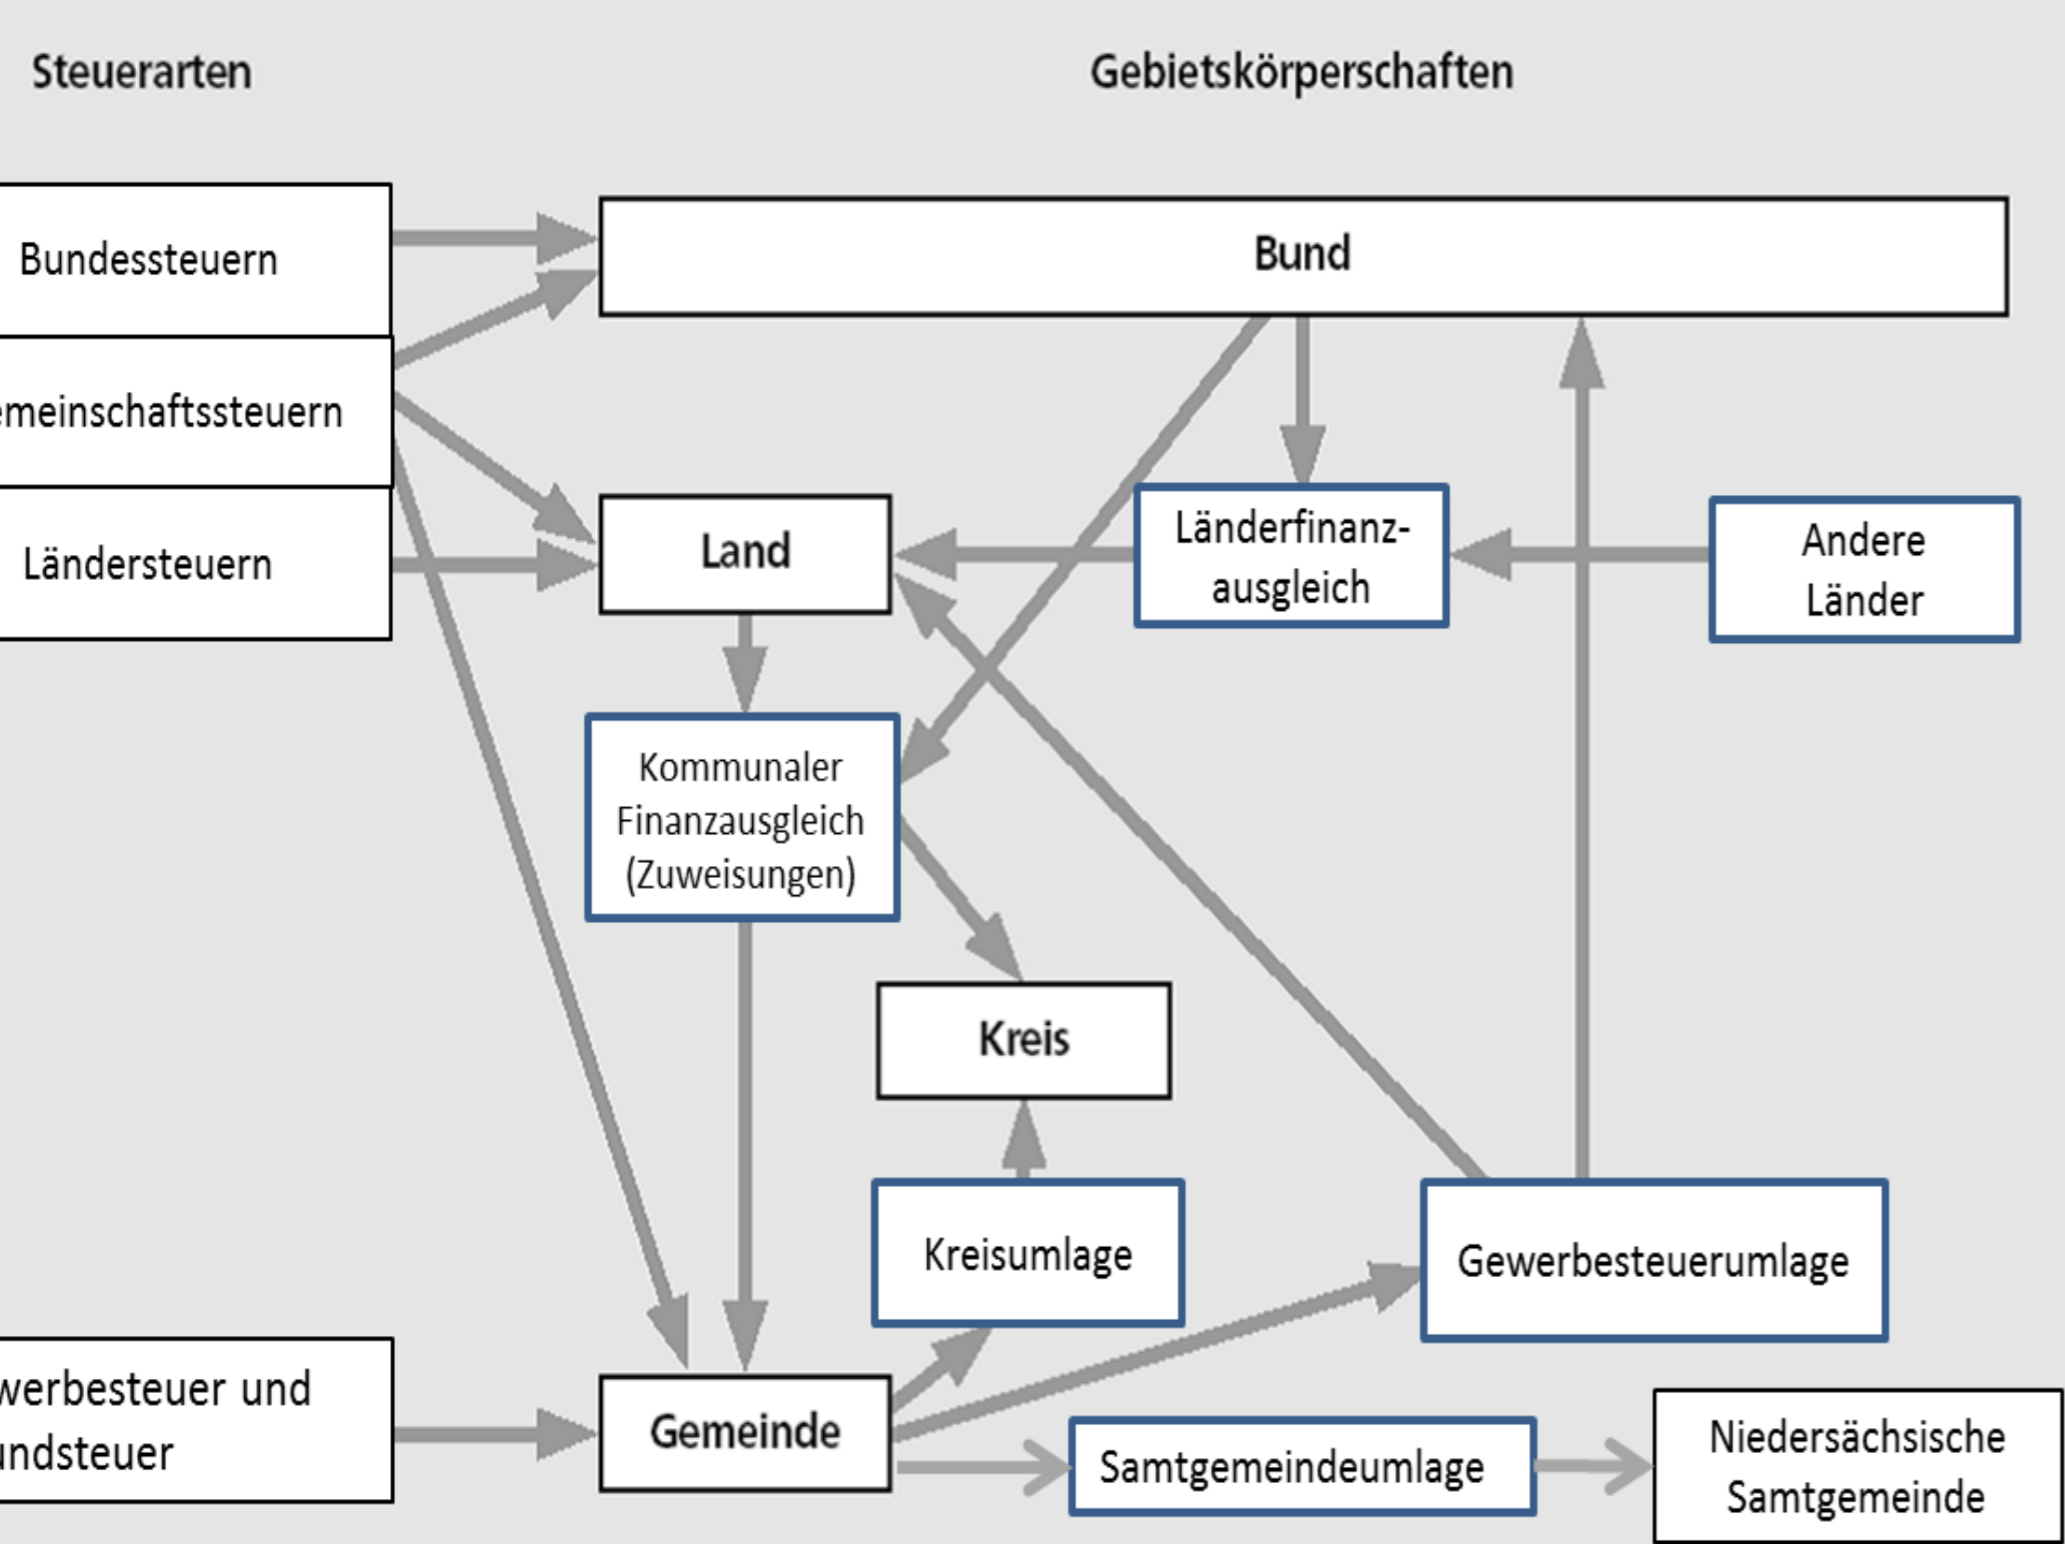 Steuerarten
Gebietskörperschaften
Bundessteuern
Bund
emeinschaftssteuern
Ländersteuern
Land
Länderfinanz-
ausgleich
Andere
Länder
Kommunaler
Finanzausgleich
(Zuweisungen)
Kreis
Kreisumlage
Gewerbesteuerumlage
werbesteuer und
undsteuer
Gemeinde
Samtgemeindeumlage
Niedersächsische
Samtgemeinde